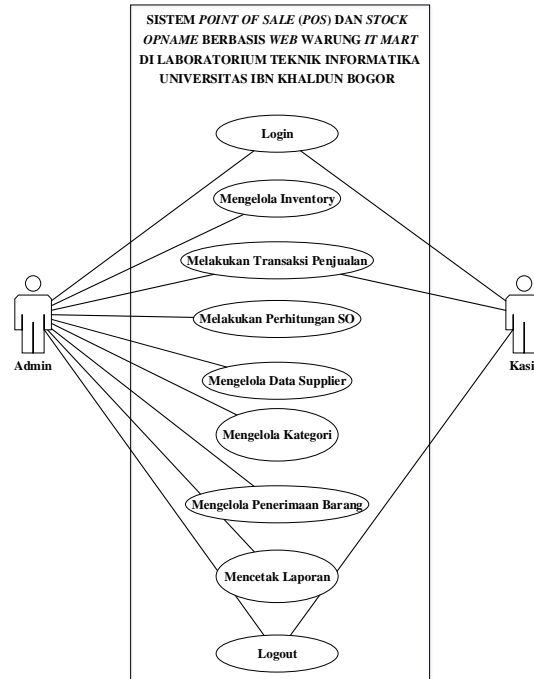 SISTEM POINT OF SALE (POS) DAN STOCK
OPNAME BERBASIS WEB WARUNG IT MART
DI LABORATORIUM TEKNIK INFORMATIKA
UNIVERSITAS IBN KHALDUN BOGOR
Login
Mengelola Inventory
Melakukan Transaksi Penjualan
Melakukan Perhitungan SO
Admin
Kasi
Mengelola Data Supplier
Mengelola Kategori
Mengelola Penerimaan Barang
Mencetak Laporan
Logout